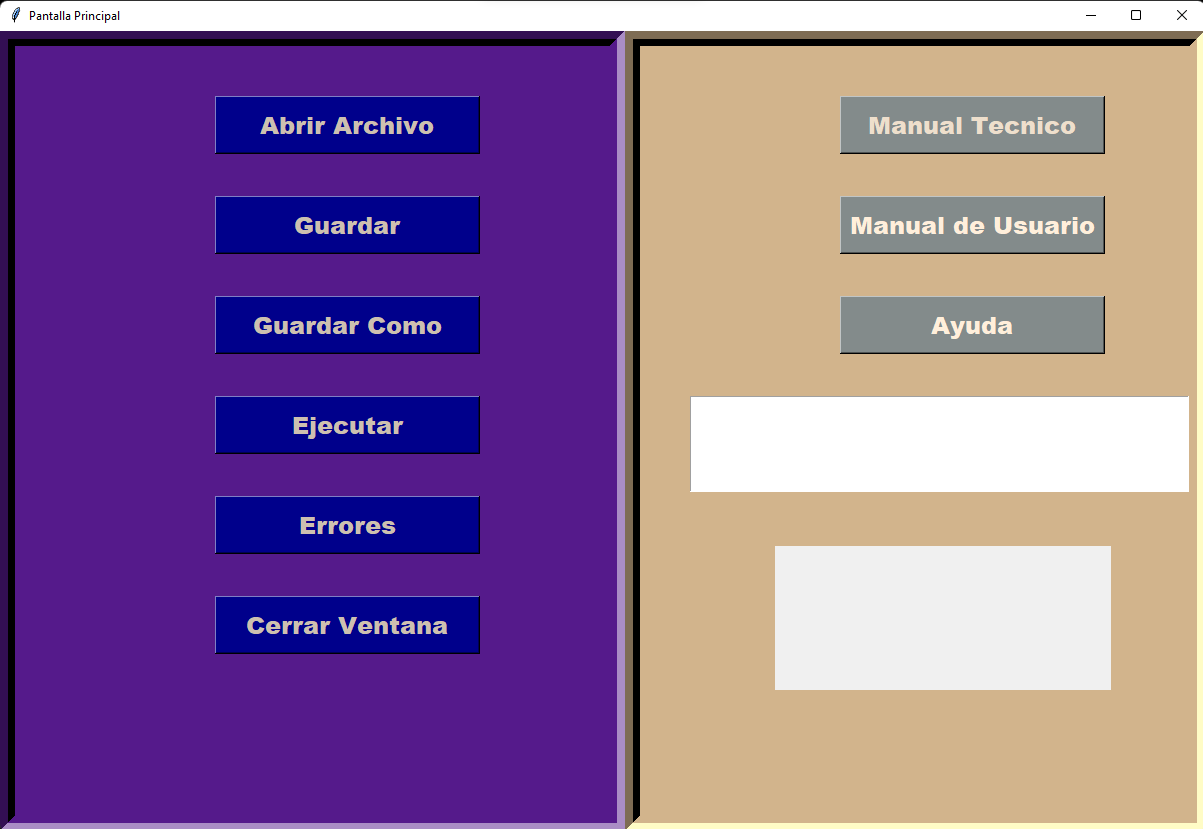 Pantalla Principal
Abrir Archivo
Guardar
Guardar Como
Ejecutar
Errores
Cerrar Ventana
Manual Tecnico
Manual de Usuario
Ayuda